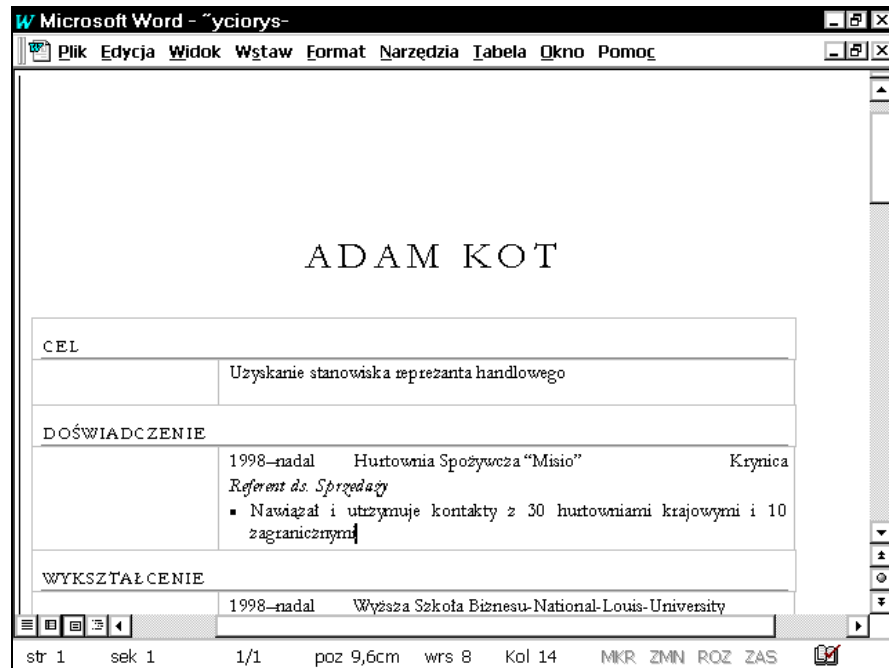 W Microsoft Word - ˜yciorys-
Plik Edycja Widok Wstaw Format Narzędzia Tabela Okno Pomoc
ADAM KOT
CEL
Uzyskanie stanowiska reprezanta handlowego
DOŚWIADCZENIE
1998–nadal Hurtownia Spożywcza “Misio” Krynica
Referent ds. Sprzedaży
▪ Nawiązał i utrzymuje kontakty z 30 hurtowniami krajowymi i 10
zagranicznymi
WYKSZTAŁCENIE
1998–nadal Wyższa Szkoła Biznesu-National-Louis-University
str 1 sek 1 1/1 poz 9,6cm wrs 8 Kol 14 MKR ZMN ROZ ZAS